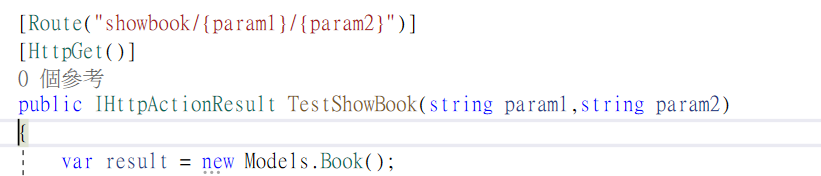 [Route("showbook/{param1}/{param2}")]
[HttpGet()]
0 個參考
public IHttpActionResult TestShowBook(string param1,string param2)
{
var result = new Models.Book();